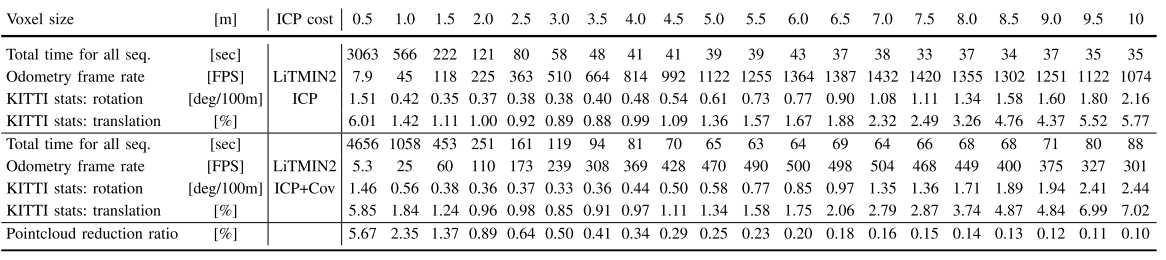 Voxel size [m] ICP cost 0.5 1.0 1.5 2.0 2.5 3.0 3.5 4.0 4.5 5.0 5.5 6.0 6.5 7.0 7.5 8.0 8.5 9.0 9.5 10
Total time for all seq. [sec] 3063 566 222 121 80 58 48 41 41 39 39 43 37 38 33 37 34 37 35 35
Odometry frame rate [FPS] LiTMIN2 7.9 45 118 225 363 510 664 814 992 1122 1255 1364 1387 1432 1420 1355 1302 1251 1122 1074
KITTI stats: rotation [deg/100m] ICP 1.51 0.42 0.35 0.37 0.38 0.38 0.40 0.48 0.54 0.61 0.73 0.77 0.90 1.08 1.11 1.34 1.58 1.60 1.80 2.16
KITTI stats: translation [%] 6.01 1.42 1.11 1.00 0.92 0.89 0.88 0.99 1.09 1.36 1.57 1.67 1.88 2.32 2.49 3.26 4.76 4.37 5.52 5.77
Total time for all seq. [sec] 4656 1058 453 251 161 119 94 81 70 65 63 64 69 64 66 68 68 71 80 88
Odometry frame rate [FPS] LiTMIN2 5.3 25 60 110 173 239 308 369 428 470 490 500 498 504 468 449 400 375 327 301
KITTI stats: rotation [deg/100m] ICP+Cov 1.46 0.56 0.38 0.36 0.37 0.33 0.36 0.44 0.50 0.58 0.77 0.85 0.97 1.35 1.36 1.71 1.89 1.94 2.41 2.44
KITTI stats: translation [%] 5.85 1.84 1.24 0.96 0.98 0.85 0.91 0.97 1.11 1.34 1.58 1.75 2.06 2.79 2.87 3.74 4.87 4.84 6.99 7.02
Pointcloud reduction ratio [%] 5.67 2.35 1.37 0.89 0.64 0.50 0.41 0.34 0.29 0.25 0.23 0.20 0.18 0.16 0.15 0.14 0.13 0.12 0.11 0.10